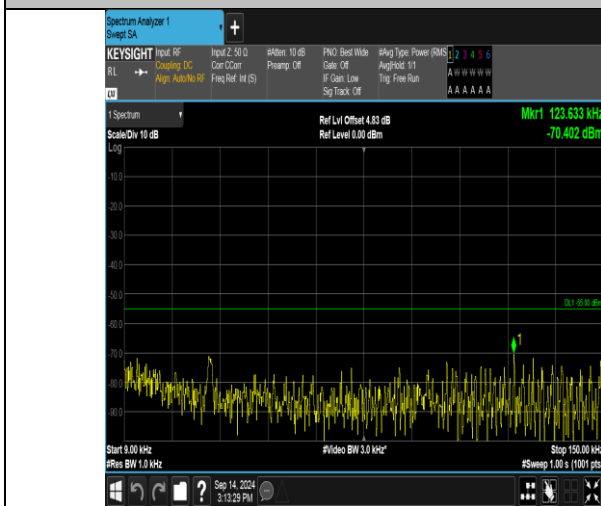 Spectrum Analyzer 1
Swept SA
+
KEYSIGHT Input: RF Input Z: 50 Ω #Atten: 10 dB PNO: Best Wide #Avg Type: Power (RMS 1 2 3 4 5 6
RL Coupling: DC Corr CCorr Preamp: Off Gate: Off Avg|Hold: 1/1 A W W W W W
Align: Auto/No RF Freq Ref: Int (S) IF Gain: Low Trig: Free Run
Sig Track: Off A A A A A A
1 Spectrum Ref Lvl Offset 4.83 dB Mkr1 123.633 kHz
Scale/Div 10 dB Ref Level 0.00 dBm -70.402 dBm
Log
-10.0
-20.0
-30.0
-40.0
-50.0
DL1 -55.00 dBm
-60.0
1
-70.0
-80.0
-90.0
Start 9.00 kHz #Video BW 3.0 kHz* Stop 150.00 kHz
#Res BW 1.0 kHz #Sweep 1.00 s (1001 pts
? Sep 14, 2024
3:13:29 PM